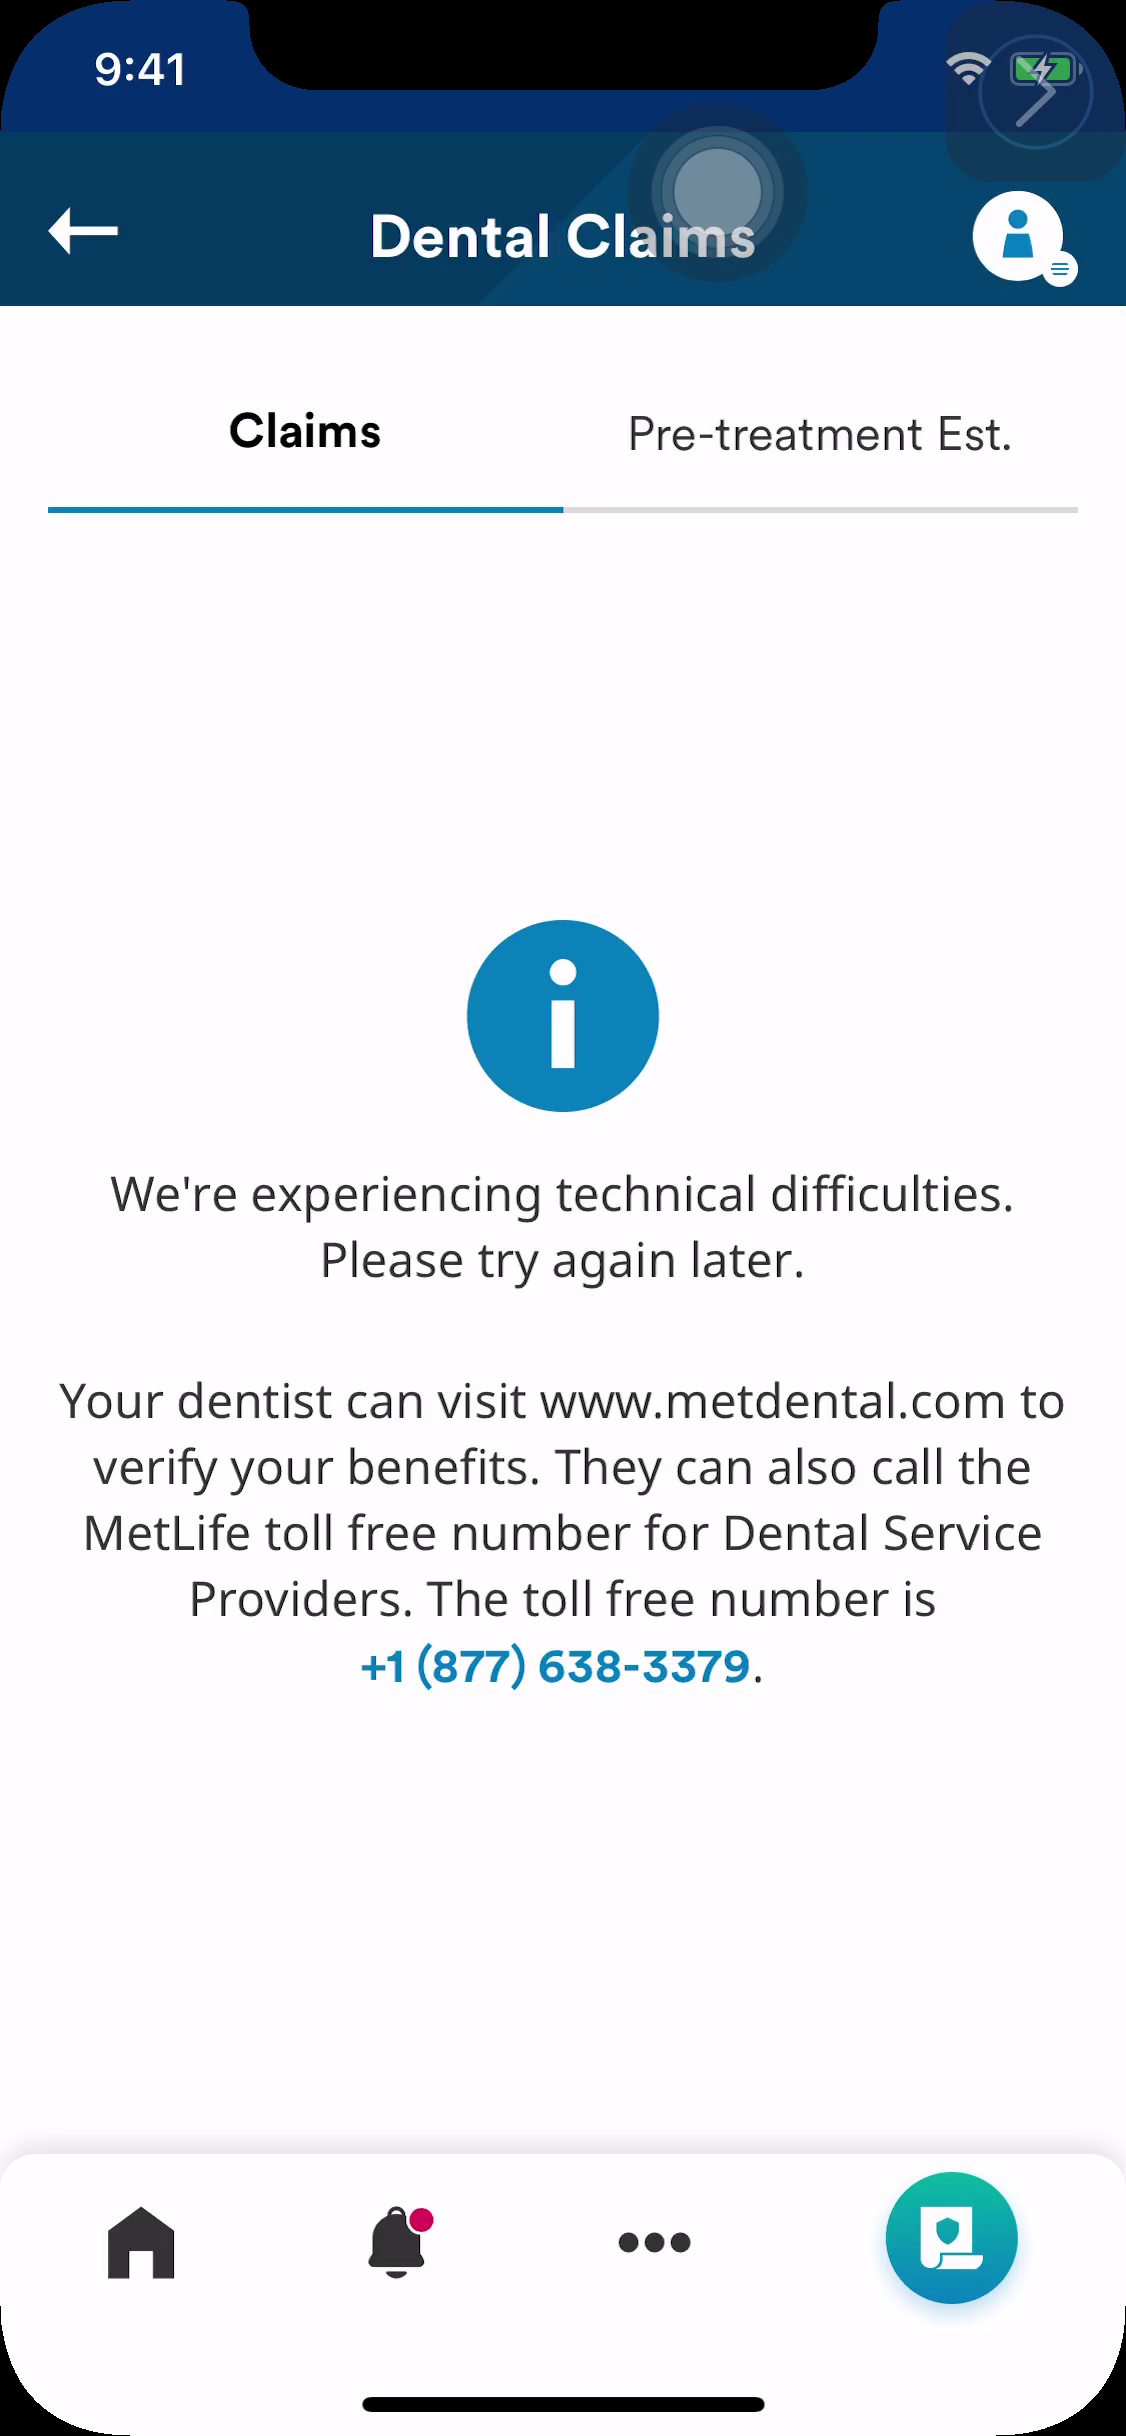 9:41
Dental Claims
Claims
Pre-treatment Est.
We're experiencing technical difficulties.
Please try again later.
Your dentist can visit www.metdental.com to
verify your benefits. They can also call the
MetLife toll free number for Dental Service
Providers. The toll free number is
+1 (877) 638-3379.